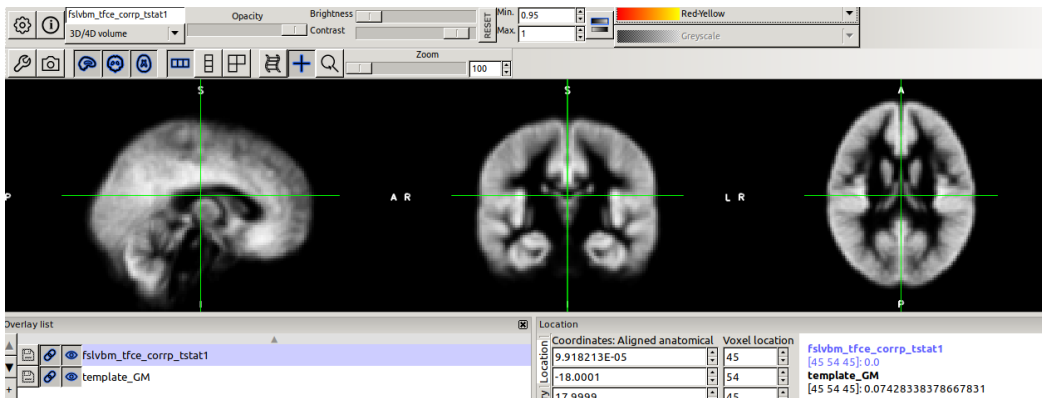 fslvbm_tfce_corrp_tstat1
3D/4D volume
Opacity
Brightness
Contrast
RESET
Min. 0.95
Max. 1
Red-Yellow
Greyscale
Zoom
100
S S A
P A R L R
I I P
Overlay list
fslvbm_tfce_corrp_tstat1
template_GM
+
Location
Location
Coordinates: Aligned anatomical Voxel location
9.918213E-05 45
-18.0001 54
17.9999 45
fslvbm_tfce_corrp_tstat1
[45 54 45]: 0.0
template_GM
[45 54 45]: 0.07428338378667831